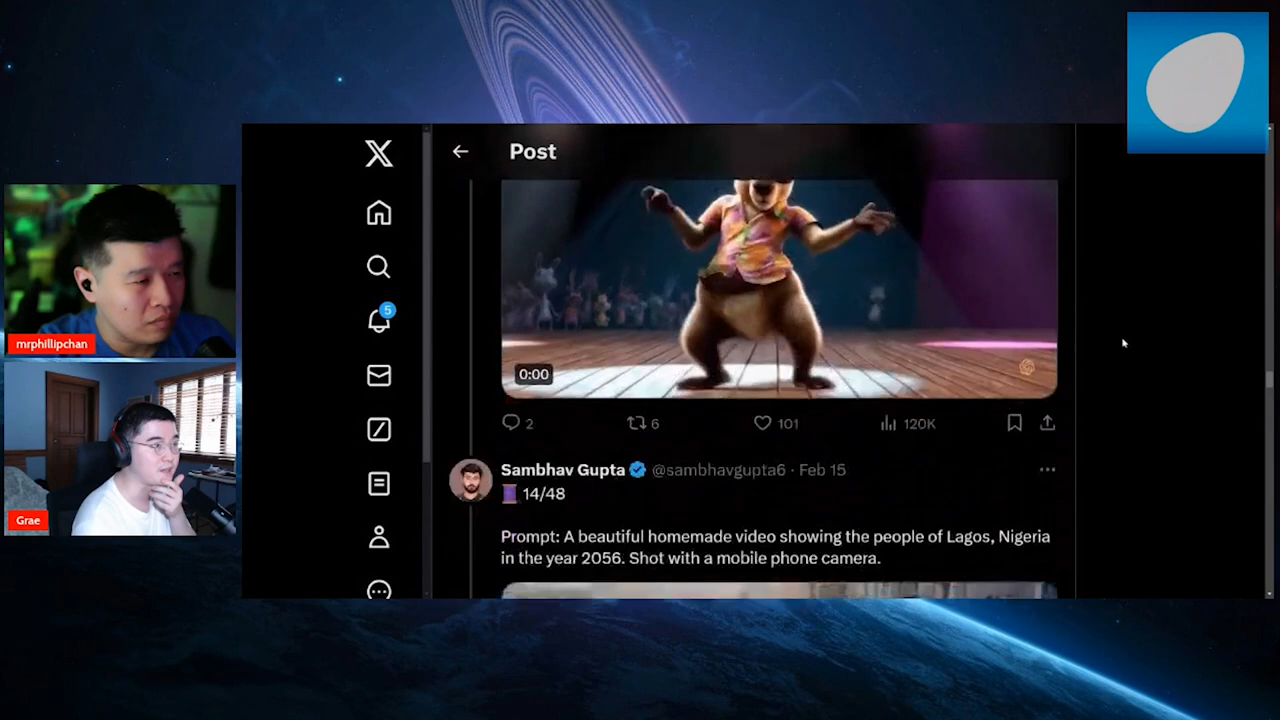 Post
5
0:00
2
6
101
120K
Sambhav Gupta @sambhavgupta6 · Feb 15
14/48
Prompt: A beautiful homemade video showing the people of Lagos, Nigeria
in the year 2056. Shot with a mobile phone camera.
mrphillipchan
Grae